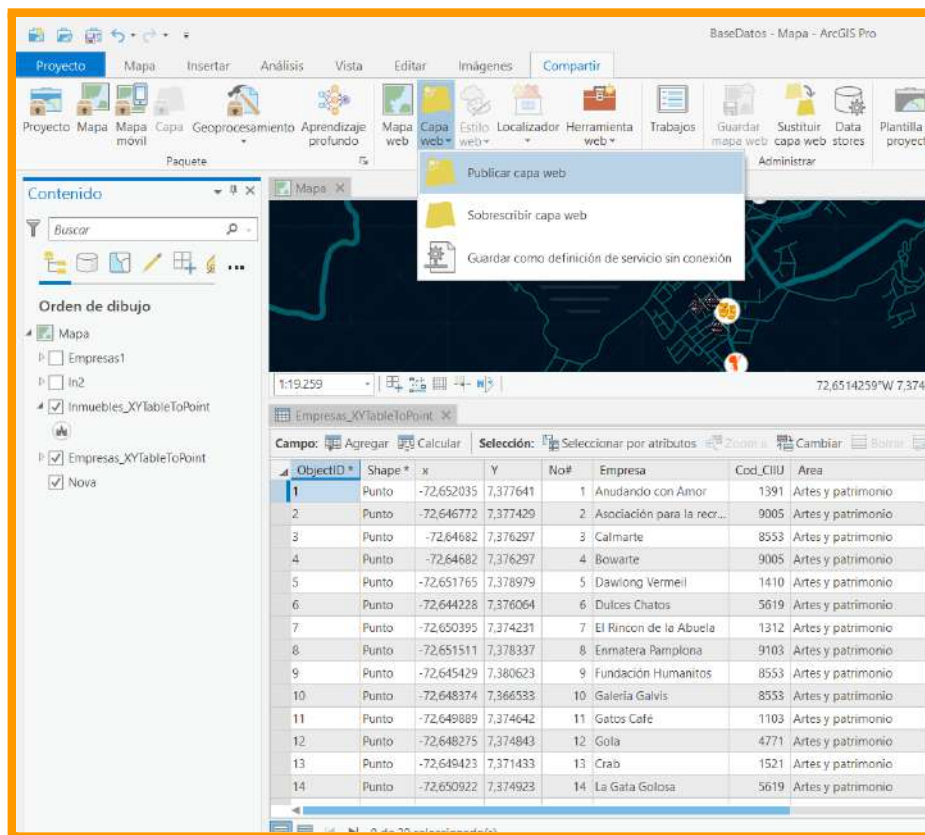 BaseDatos - Mapa - ArcGIS Pro
Proyecto Mapa Insertar Análisis Vista Editar Imágenes Compartir
Proyecto Mapa Mapa móvil Capa Geoprocesamiento Aprendizaje profundo Mapa web Capa web Estilo web Localizador Herramienta web Trabajos Guardar mapa web Sustituir capa web Data stores Plantilla proyect
Paquete Administrar
Publicar capa web
Sobrescribir capa web
Guardar como definición de servicio sin conexión
Contenido
Buscar
Orden de dibujo
Mapa
Empresas1
In2
Inmuebles_XYTableToPoint
Empresas_XYTableToPoint
Nova
Mapa
1:19.259 72,6514259°W 7,374
Empresas_XYTableToPoint
Campo: Agregar Calcular Selección: Seleccionar por atributos Zoom a Cambiar Borrar
ObjectID * Shape * x Y No# Empresa Cod_CIIU Area
1 Punto -72,652035 7,377641 1 Anudando con Amor 1391 Artes y patrimonio
2 Punto -72,646772 7,377429 2 Asociación para la recr... 9005 Artes y patrimonio
3 Punto -72,64682 7,376297 3 Calmarte 8553 Artes y patrimonio
4 Punto -72,64682 7,376297 4 Bowarte 9005 Artes y patrimonio
5 Punto -72,651765 7,378979 5 Dawlong Vermeil 1410 Artes y patrimonio
6 Punto -72,644228 7,376064 6 Dulces Chatos 5619 Artes y patrimonio
7 Punto -72,650395 7,374231 7 El Rincon de la Abuela 1312 Artes y patrimonio
8 Punto -72,651511 7,378337 8 Enmatera Pamplona 9103 Artes y patrimonio
9 Punto -72,645429 7,380623 9 Fundación Humanitos 8553 Artes y patrimonio
10 Punto -72,648374 7,366533 10 Galeria Galvis 8553 Artes y patrimonio
11 Punto -72,649889 7,374642 11 Gatos Café 1103 Artes y patrimonio
12 Punto -72,648275 7,374843 12 Gola 4771 Artes y patrimonio
13 Punto -72,649423 7,371433 13 Crab 1521 Artes y patrimonio
14 Punto -72,650922 7,374923 14 La Gata Golosa 5619 Artes y patrimonio